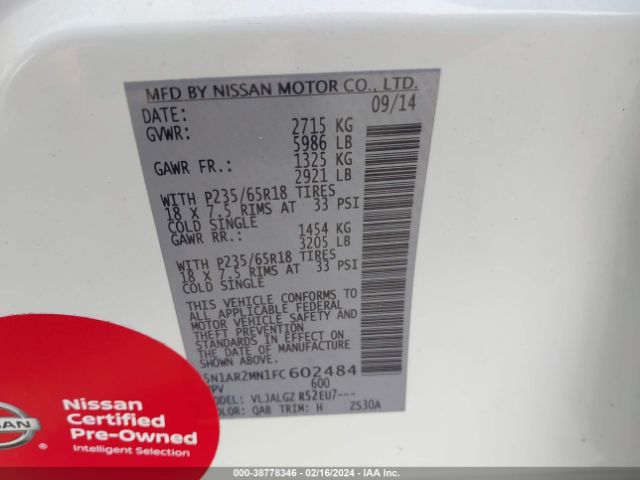 MFD BY NISSAN MOTOR CO., LTD.
DATE: 09/14
GVWR: 2715 KG
5986 LB
GAWR FR.: 1325 KG
2921 LB
WITH P235/65R18 TIRES
18 X 7.5 RIMS AT 33 PSI
COLD SINGLE
GAWR RR.: 1454 KG
3205 LB
WITH P235/65R18 TIRES
18 X 7.5 RIMS AT 33 PSI
COLD SINGLE
THIS VEHICLE CONFORMS TO
ALL APPLICABLE FEDERAL
MOTOR VEHICLE SAFETY AND
THEFT PREVENTION
STANDARDS IN EFFECT ON
THE DATE OF MANUFACTURE
SHOWN ABOVE.
5N1AR2MN1FC602484
MPV 600
MODEL: VLJALGZ R52EU7---
COLOR: QAB TRIM: H ZS30A
NISSAN
Nissan
Certified
Pre-Owned
Intelligent Selection
000-38778346 - 02/16/2024 - IAA Inc.